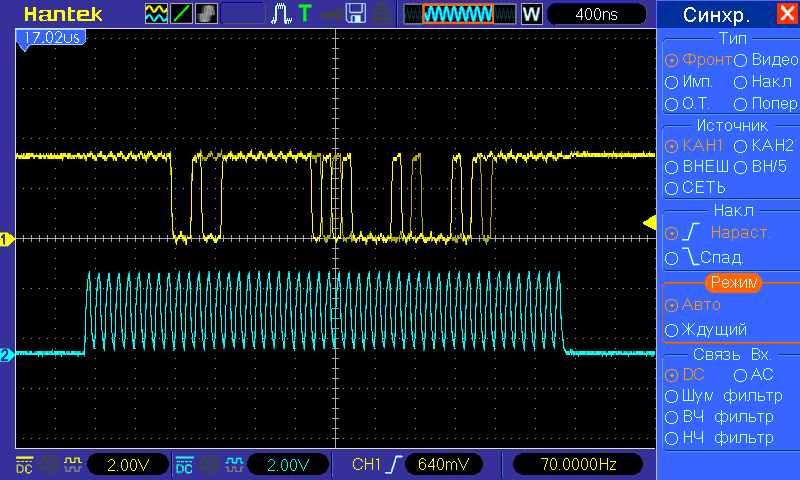 Hantek T W 400ns
17.02us
1
2
DC 20 2.00V DC 20 2.00V CH1 640mV 70.0000Hz
Синхр.
Тип
Фронт Видео
Имп. Накл
О.Т. Попер
Источник
КАН1 КАН2
ВНЕШ ВН/5
СЕТЬ
Накл
Нараст.
Спад.
Режим
Авто
Ждущий
Связь Вх.
DC AC
Шум фильтр
ВЧ фильтр
НЧ фильтр